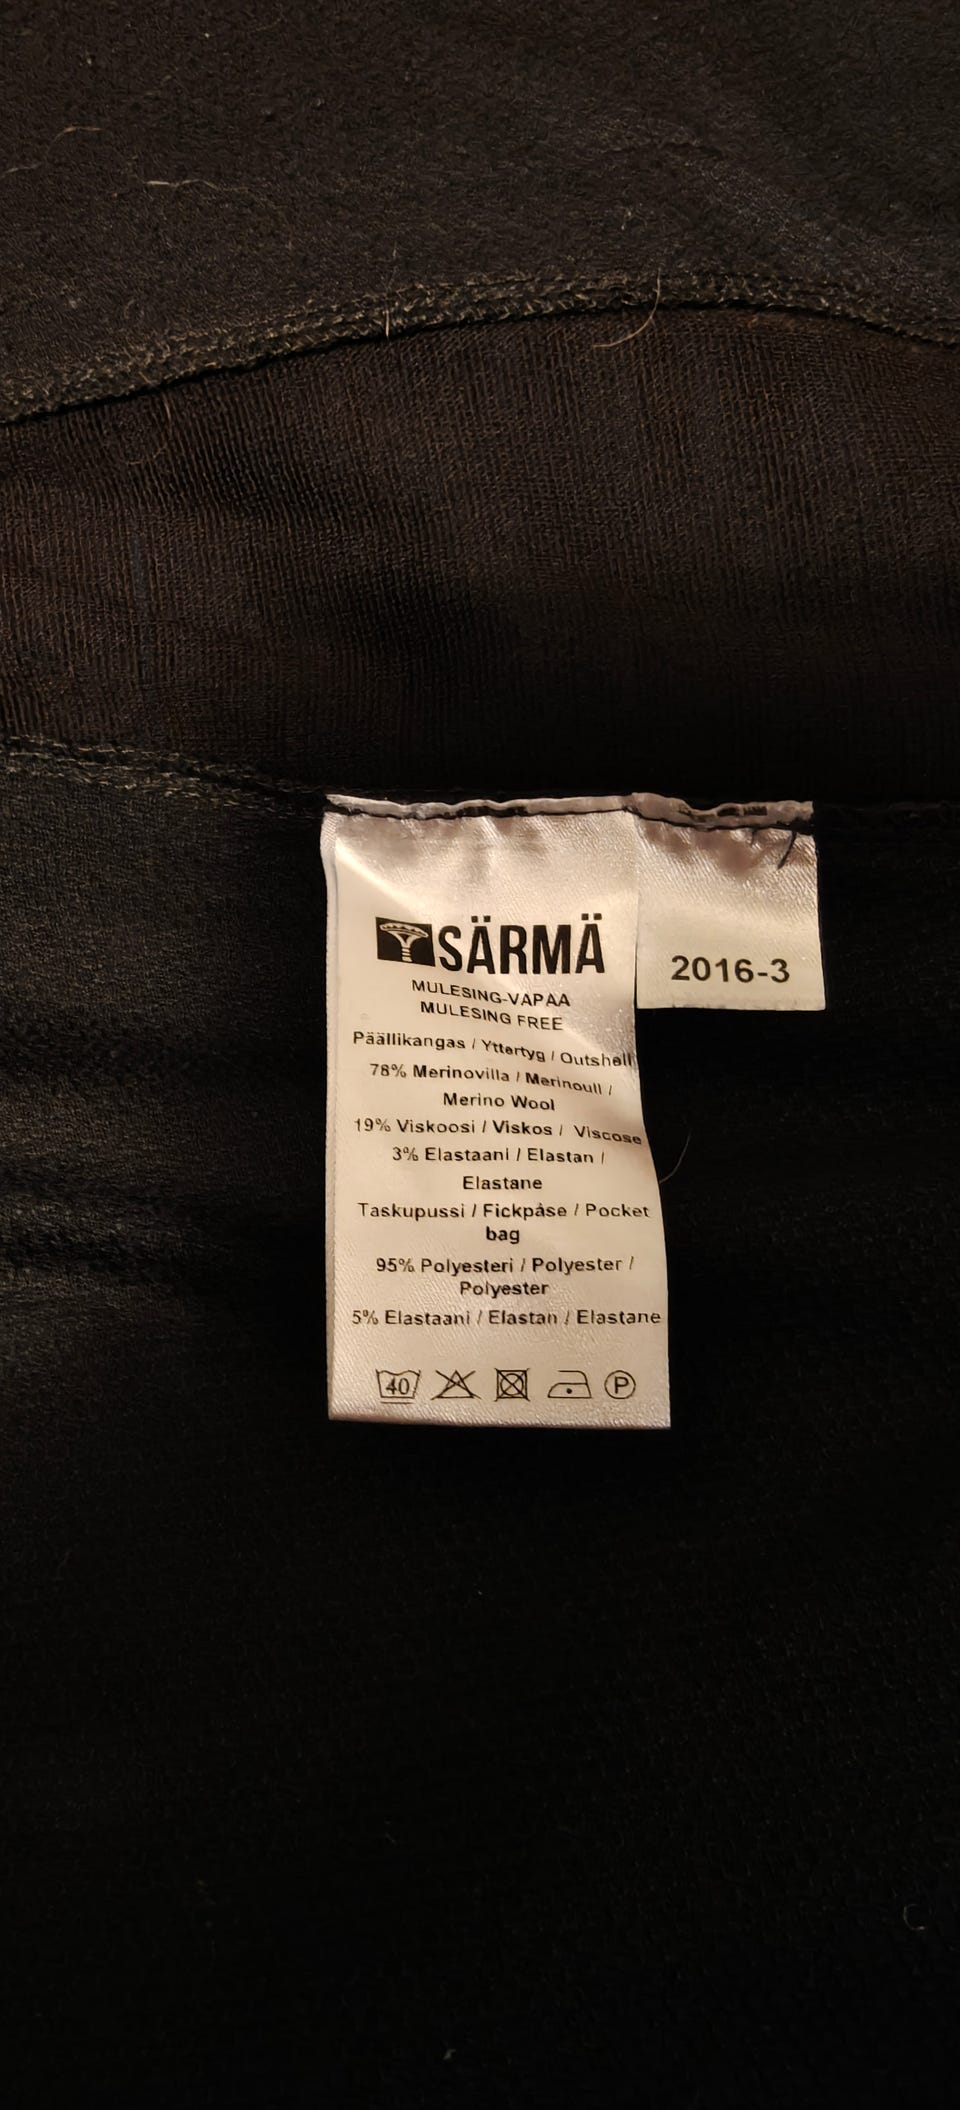 SÄRMÄ
MULESING-VAPAA
MULESING FREE
Päällikangas / Yttertyg / Outshell
78% Merinovilla / Merinoull /
Merino Wool
19% Viskoosi / Viskos / Viscose
3% Elastaani / Elastan /
Elastane
Taskupussi / Fickpåse / Pocket
bag
95% Polyesteri / Polyester /
Polyester
5% Elastaani / Elastan / Elastane
40
P
2016-3